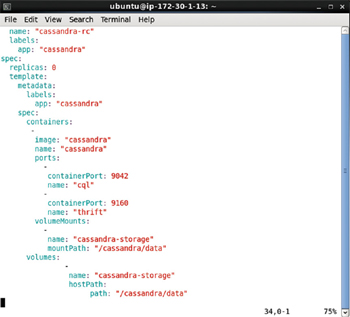 ubuntu@ip-172-30-1-13: ~
File Edit View Search Terminal Help
name: "cassandra-rc"
labels:
app: "cassandra"
spec:
replicas: 0
template:
metadata:
labels:
app: "cassandra"
spec:
containers:
-
image: "cassandra"
name: "cassandra"
ports:
-
containerPort: 9042
name: "cql"
-
containerPort: 9160
name: "thrift"
volumeMounts:
-
name: "cassandra-storage"
mountPath: "/cassandra/data"
volumes:
-
name: "cassandra-storage"
hostPath:
path: "/cassandra/data"
34,0-1 75%